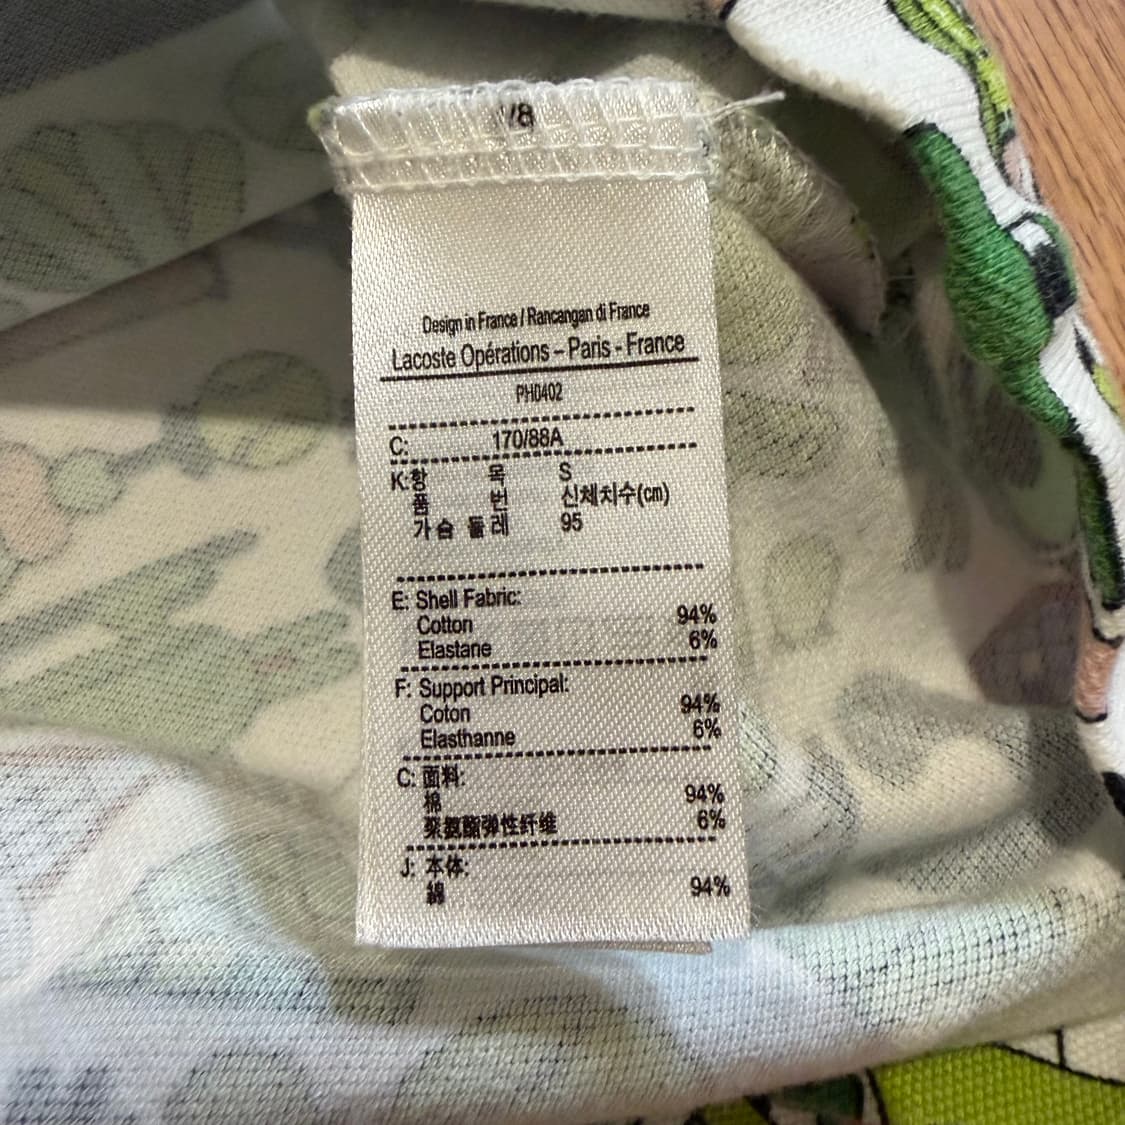 /8
Design in France / Rancangan di France
Lacoste Opérations – Paris - France
PH0402
C: 170/88A
K: 항 목 S
품 번 신체치수(cm)
가슴 둘레 95
E: Shell Fabric:
Cotton 94%
Elastane 6%
F: Support Principal:
Coton 94%
Elasthanne 6%
C: 面料:
棉 94%
聚氨酯弹性纤维 6%
J: 本体:
綿 94%